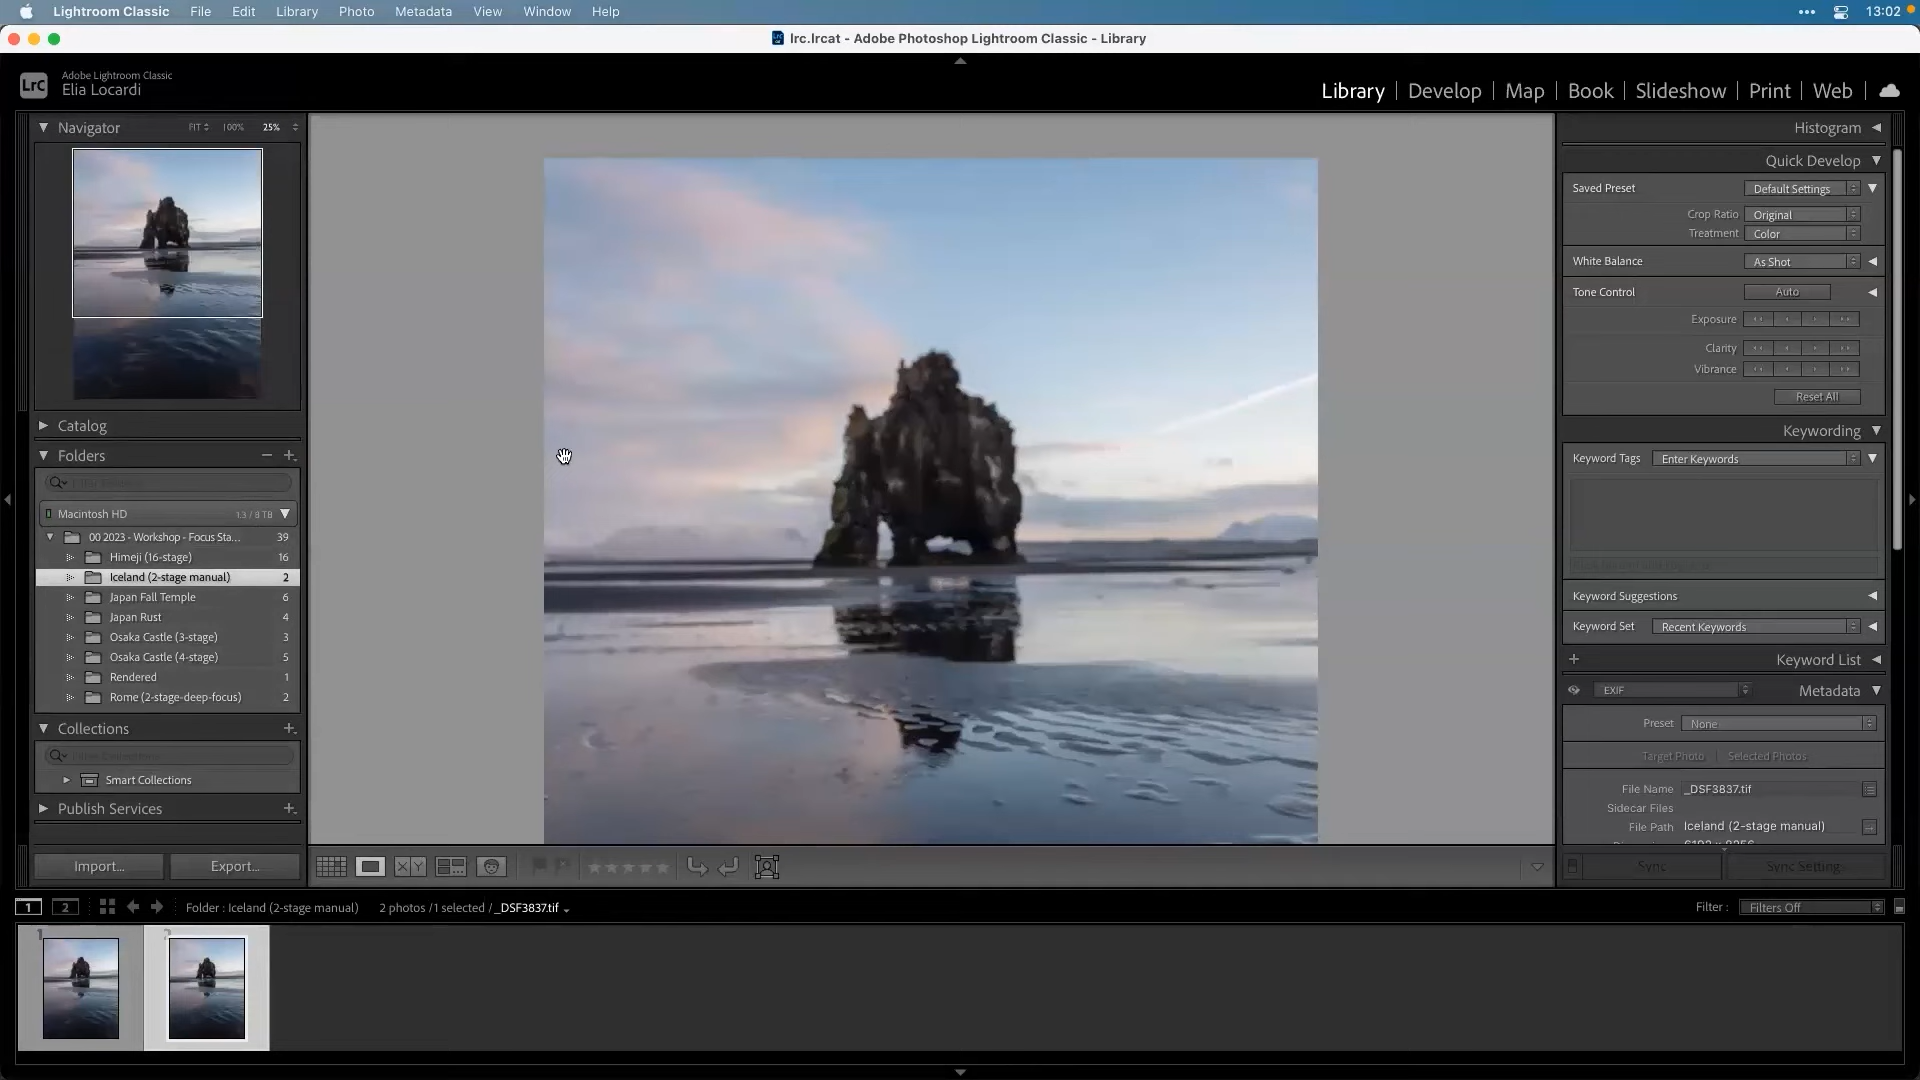 Lightroom Classic File Edit Library Photo Metadata View Window Help 13:02
lrc.lrcat - Adobe Photoshop Lightroom Classic - Library
LrC
Adobe Lightroom Classic
Elia Locardi
Library | Develop | Map | Book | Slideshow | Print | Web
Navigator FIT 100% 25%
Catalog
Folders
Macintosh HD 1.3 / 8 TB
00 2023 - Workshop - Focus Sta... 39
Himeji (16-stage) 16
Iceland (2-stage manual) 2
Japan Fall Temple 6
Japan Rust 4
Osaka Castle (3-stage) 3
Osaka Castle (4-stage) 5
Rendered 1
Rome (2-stage-deep-focus) 2
Collections
Smart Collections
Publish Services
Import... Export...
Histogram
Quick Develop
Saved Preset Default Settings
Crop Ratio Original
Treatment Color
White Balance As Shot
Tone Control Auto
Exposure
Clarity
Vibrance
Reset All
Keywording
Keyword Tags Enter Keywords
Keyword Suggestions
Keyword Set Recent Keywords
Keyword List
EXIF Metadata
Preset None
Target Photo | Selected Photos
File Name _DSF3837.tif
Sidecar Files
File Path Iceland (2-stage manual)
Sync Sync Settings
X Y
1 2 Folder : Iceland (2-stage manual) 2 photos / 1 selected / _DSF3837.tif
Filter : Filters Off
1
2